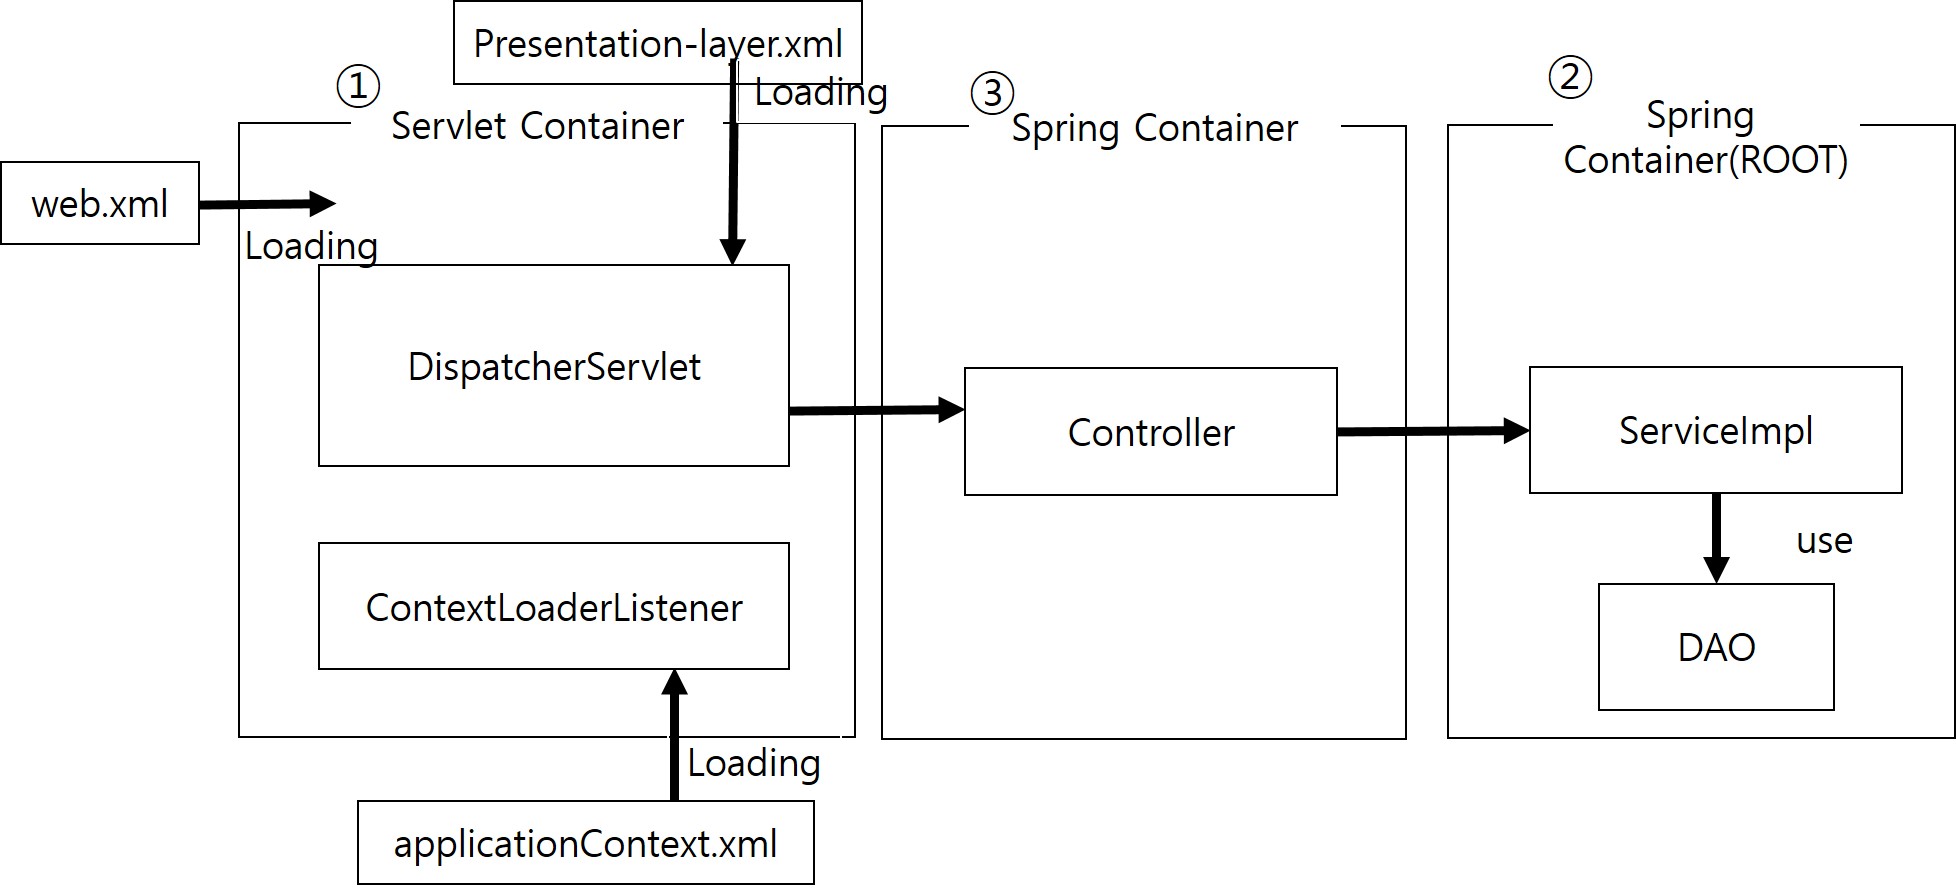 Presentation-layer.xml
Loading
①
Servlet Container
③
Spring Container
②
Spring
Container(ROOT)
web.xml
Loading
DispatcherServlet
Controller
ServiceImpl
use
ContextLoaderListener
DAO
Loading
applicationContext.xml